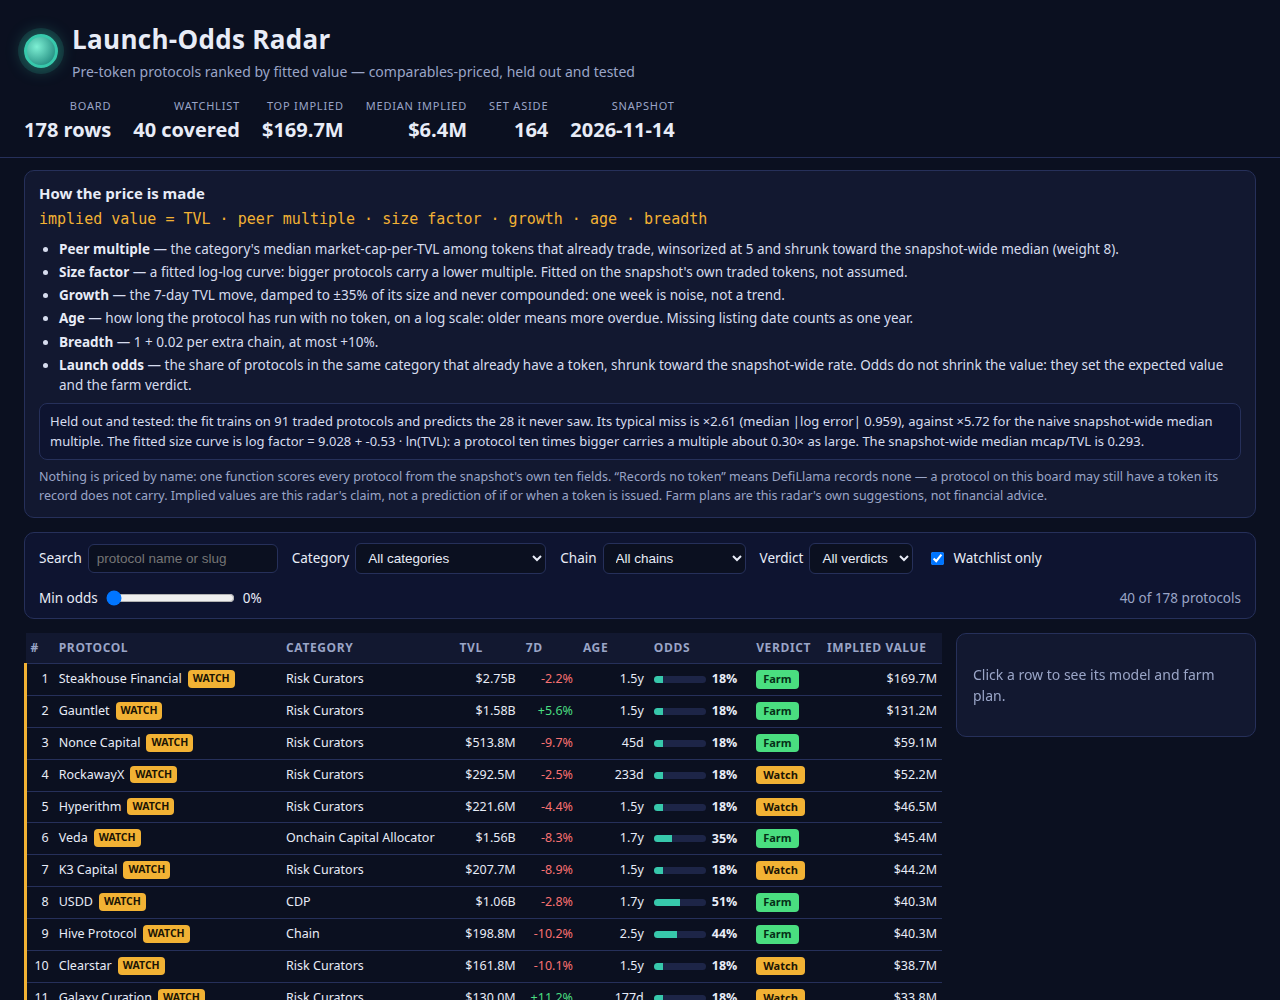 Launch-Odds Radar
Pre-token protocols ranked by fitted value — comparables-priced, held out and tested
BOARD WATCHLIST TOP IMPLIED MEDIAN IMPLIED SET ASIDE SNAPSHOT
178 rows 40 covered $169.7M $6.4M 164 2026-11-14
How the price is made
implied value = TVL · peer multiple · size factor · growth · age · breadth
• Peer multiple — the category's median market-cap-per-TVL among tokens that already trade, winsorized at 5 and shrunk toward the snapshot-wide median (weight 8).
• Size factor — a fitted log-log curve: bigger protocols carry a lower multiple. Fitted on the snapshot's own traded tokens, not assumed.
• Growth — the 7-day TVL move, damped to ±35% of its size and never compounded: one week is noise, not a trend.
• Age — how long the protocol has run with no token, on a log scale: older means more overdue. Missing listing date counts as one year.
• Breadth — 1 + 0.02 per extra chain, at most +10%.
• Launch odds — the share of protocols in the same category that already have a token, shrunk toward the snapshot-wide rate. Odds do not shrink the value: they set the expected value
and the farm verdict.
Held out and tested: the fit trains on 91 traded protocols and predicts the 28 it never saw. Its typical miss is ×2.61 (median |log error| 0.959), against ×5.72 for the naive snapshot-wide median
multiple. The fitted size curve is log factor = 9.028 + -0.53 · ln(TVL): a protocol ten times bigger carries a multiple about 0.30× as large. The snapshot-wide median mcap/TVL is 0.293.
Nothing is priced by name: one function scores every protocol from the snapshot's own ten fields. “Records no token” means DefiLlama records none — a protocol on this board may still have a token its
record does not carry. Implied values are this radar's claim, not a prediction of if or when a token is issued. Farm plans are this radar's own suggestions, not financial advice.
Search protocol name or slug Category All categories Chain All chains Verdict All verdicts Watchlist only
Min odds 0% 40 of 178 protocols
# PROTOCOL CATEGORY TVL 7D AGE ODDS VERDICT IMPLIED VALUE
1 Steakhouse Financial WATCH Risk Curators $2.75B -2.2% 1.5y 18% Farm $169.7M
2 Gauntlet WATCH Risk Curators $1.58B +5.6% 1.5y 18% Farm $131.2M
3 Nonce Capital WATCH Risk Curators $513.8M -9.7% 45d 18% Farm $59.1M
4 RockawayX WATCH Risk Curators $292.5M -2.5% 233d 18% Watch $52.2M
5 Hyperithm WATCH Risk Curators $221.6M -4.4% 1.5y 18% Watch $46.5M
6 Veda WATCH Onchain Capital Allocator $1.56B -8.3% 1.7y 35% Farm $45.4M
7 K3 Capital WATCH Risk Curators $207.7M -8.9% 1.5y 18% Watch $44.2M
8 USDD WATCH CDP $1.06B -2.8% 1.7y 51% Farm $40.3M
9 Hive Protocol WATCH Chain $198.8M -10.2% 2.5y 44% Farm $40.3M
10 Clearstar WATCH Risk Curators $161.8M -10.1% 1.5y 18% Watch $38.7M
11 Galaxy Curation WATCH Risk Curators $130.0M +11.2% 177d 18% Watch $33.8M
Click a row to see its model and farm
plan.